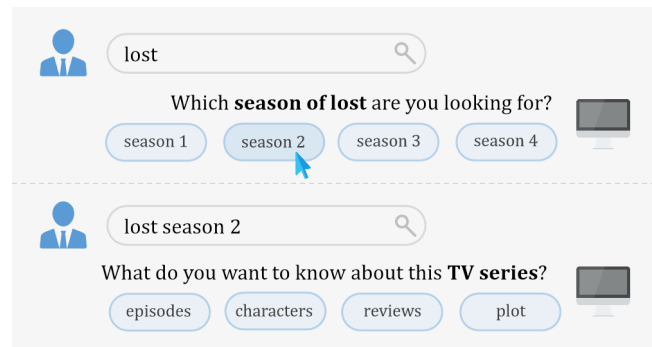 lost
Which season of lost are you looking for?
season 1 season 2 season 3 season 4
lost season 2
What do you want to know about this TV series?
episodes characters reviews plot